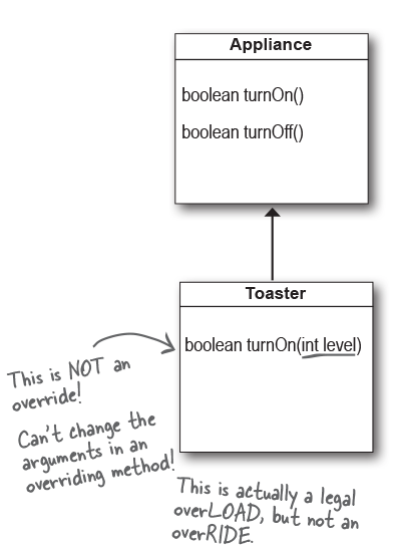 Appliance
boolean turnOn()
boolean turnOff()
Toaster
boolean turnOn(int level)
This is NOT an
override!
Can't change the
arguments in an
overriding method!
This is actually a legal
overLOAD, but not an
overRIDE.